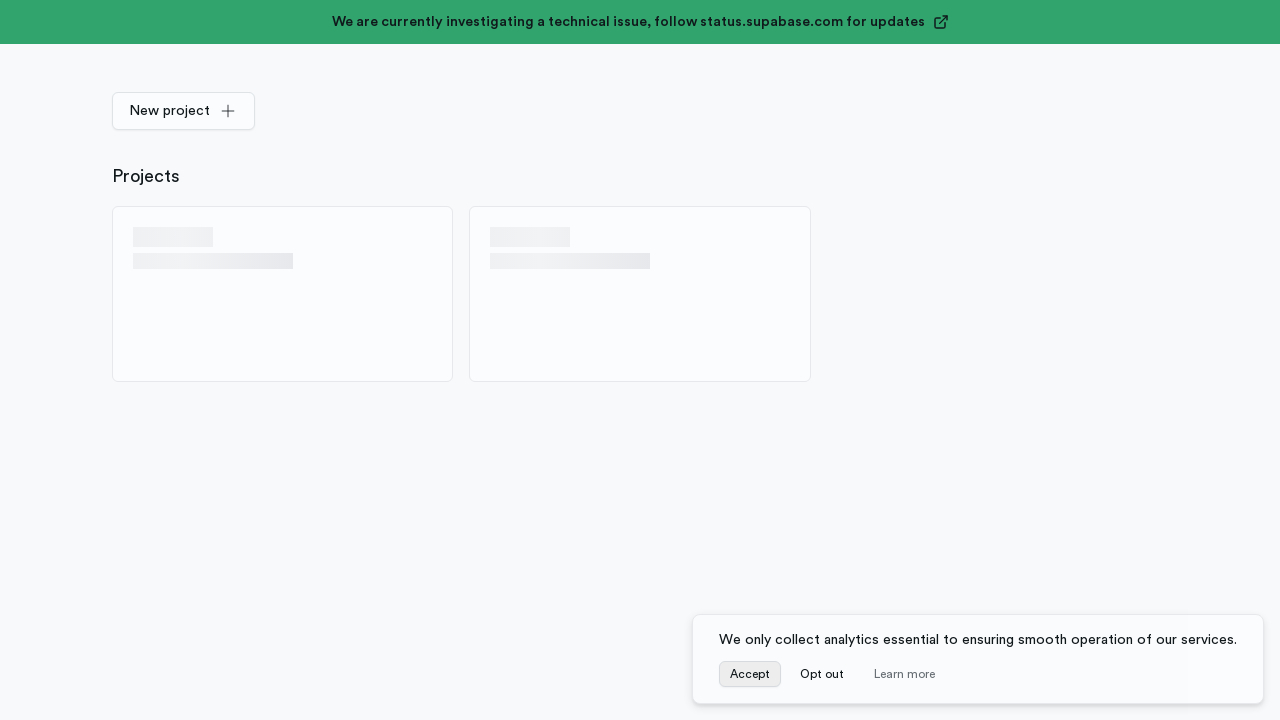 We are currently investigating a technical issue, follow status.supabase.com for updates
New project
Projects
We only collect analytics essential to ensuring smooth operation of our services.
Accept Opt out Learn more